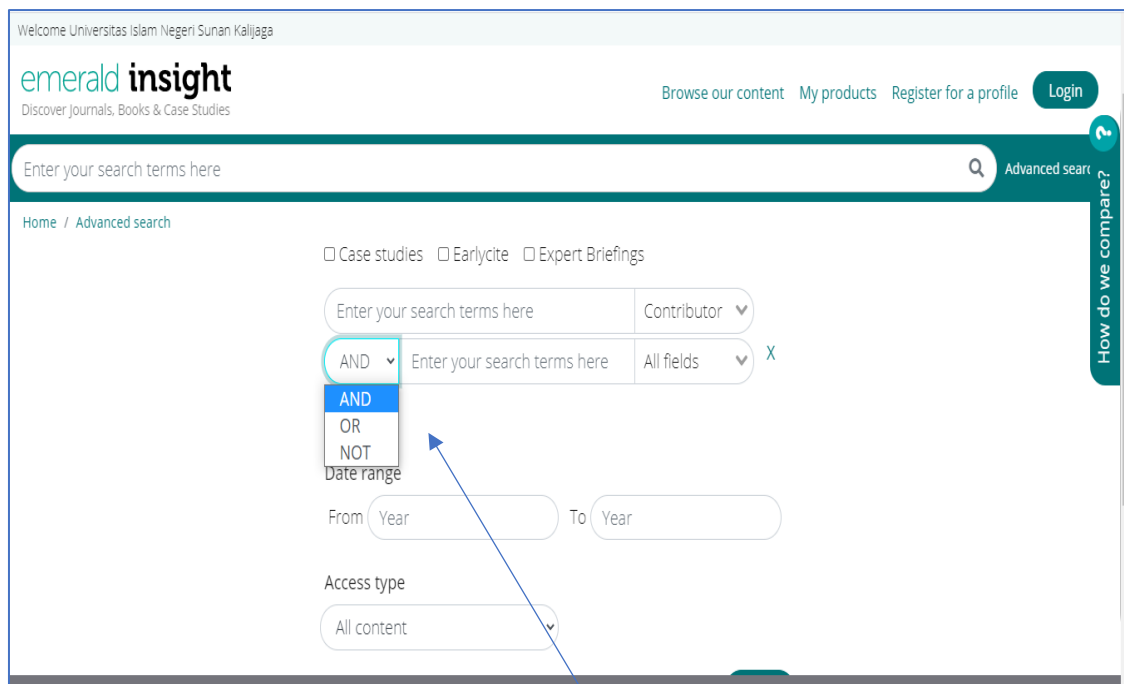 Welcome Universitas Islam Negeri Sunan Kalijaga
emerald insight
Discover Journals, Books & Case Studies
Browse our content My products Register for a profile Login
?
How do we compare?
Enter your search terms here
Advanced searc
Home / Advanced search
Case studies Earlycite Expert Briefings
Enter your search terms here Contributor
AND Enter your search terms here All fields X
AND
OR
NOT
Date range
From Year To Year
Access type
All content